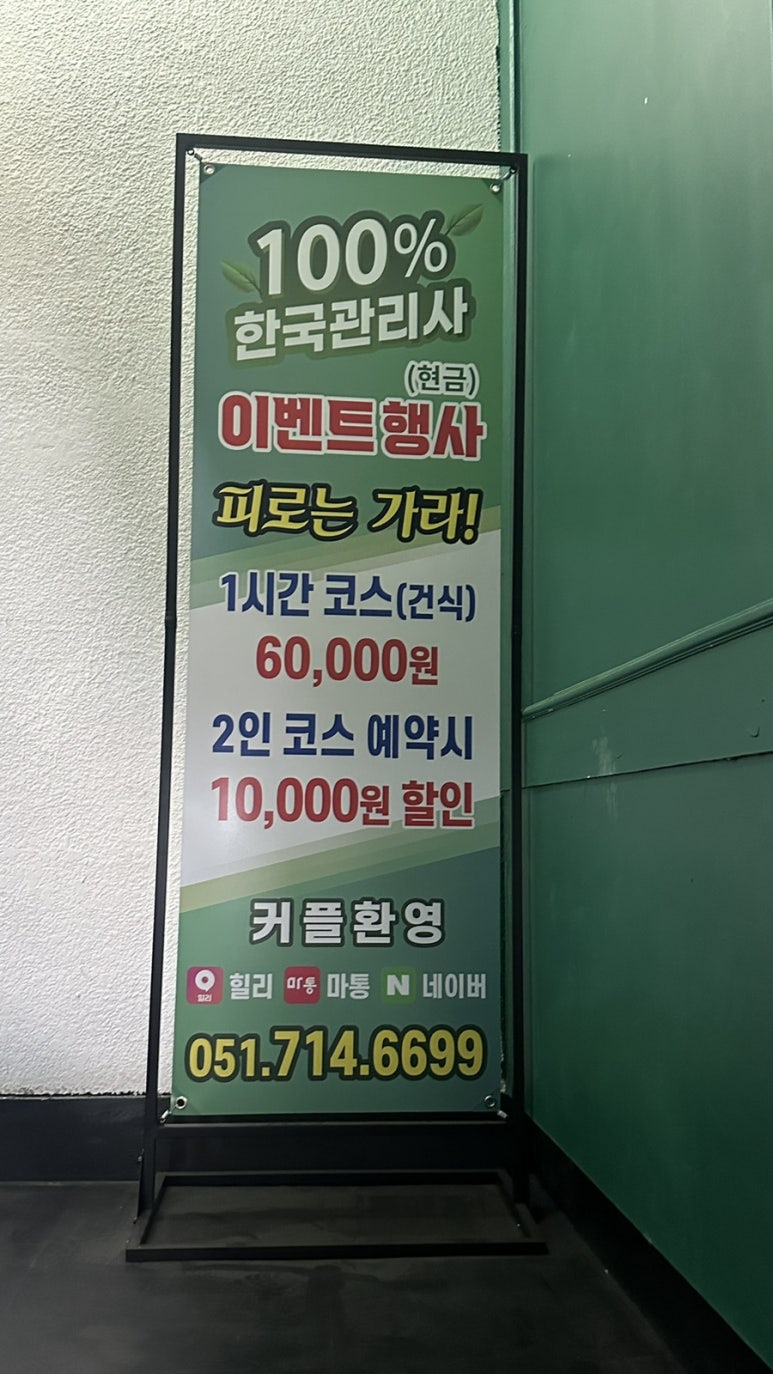 100%
한국관리사
(현금)
이벤트행사
피로는 가라!
1시간 코스(건식)
60,000원
2인 코스 예약시
10,000원 할인
커플환영
힐리 힐리 마통 마통 N 네이버
051.714.6699